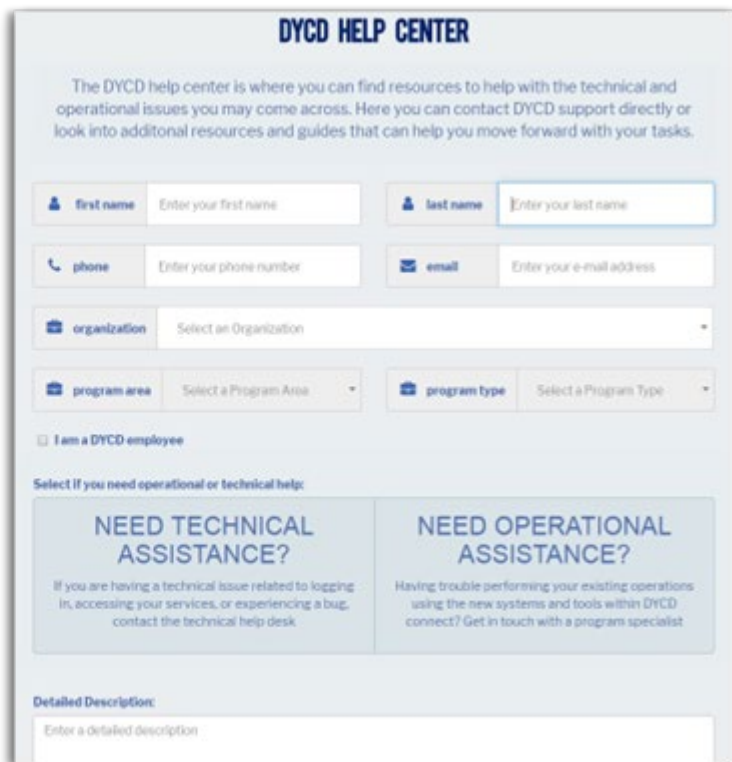 DYCD HELP CENTER
The DYCD help center is where you can find resources to help with the technical and
operational issues you may come across. Here you can contact DYCD support directly or
look into additonal resources and guides that can help you move forward with your tasks.
first name Enter your first name last name Enter your last name
phone Enter your phone number email Enter your e-mail address
organization Select an Organization
program area Select a Program Area program type Select a Program Type
I am a DYCD employee
Select if you need operational or technical help:
NEED TECHNICAL
ASSISTANCE?
If you are having a technical issue related to logging
in, accessing your services, or experiencing a bug,
contact the technical help desk
NEED OPERATIONAL
ASSISTANCE?
Having trouble performing your existing operations
using the new systems and tools within DYCD
connect? Get in touch with a program specialist
Detailed Description:
Enter a detailed description